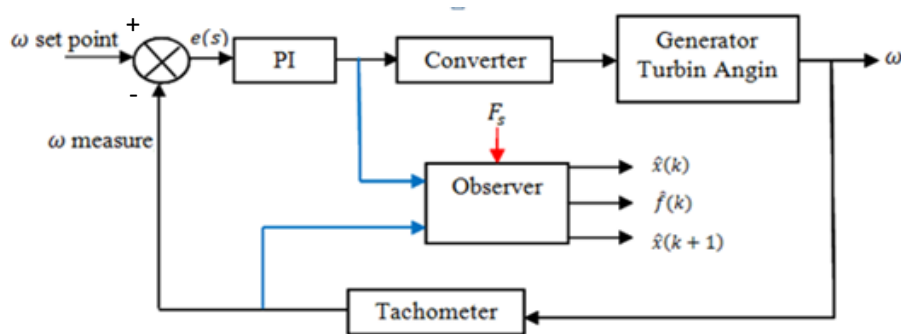 +
ω set point
e(s)
PI
Converter
Generator
Turbin Angin
ω
-
ω measure
F_s
Observer
x̂(k)
f̂(k)
x̂(k + 1)
Tachometer